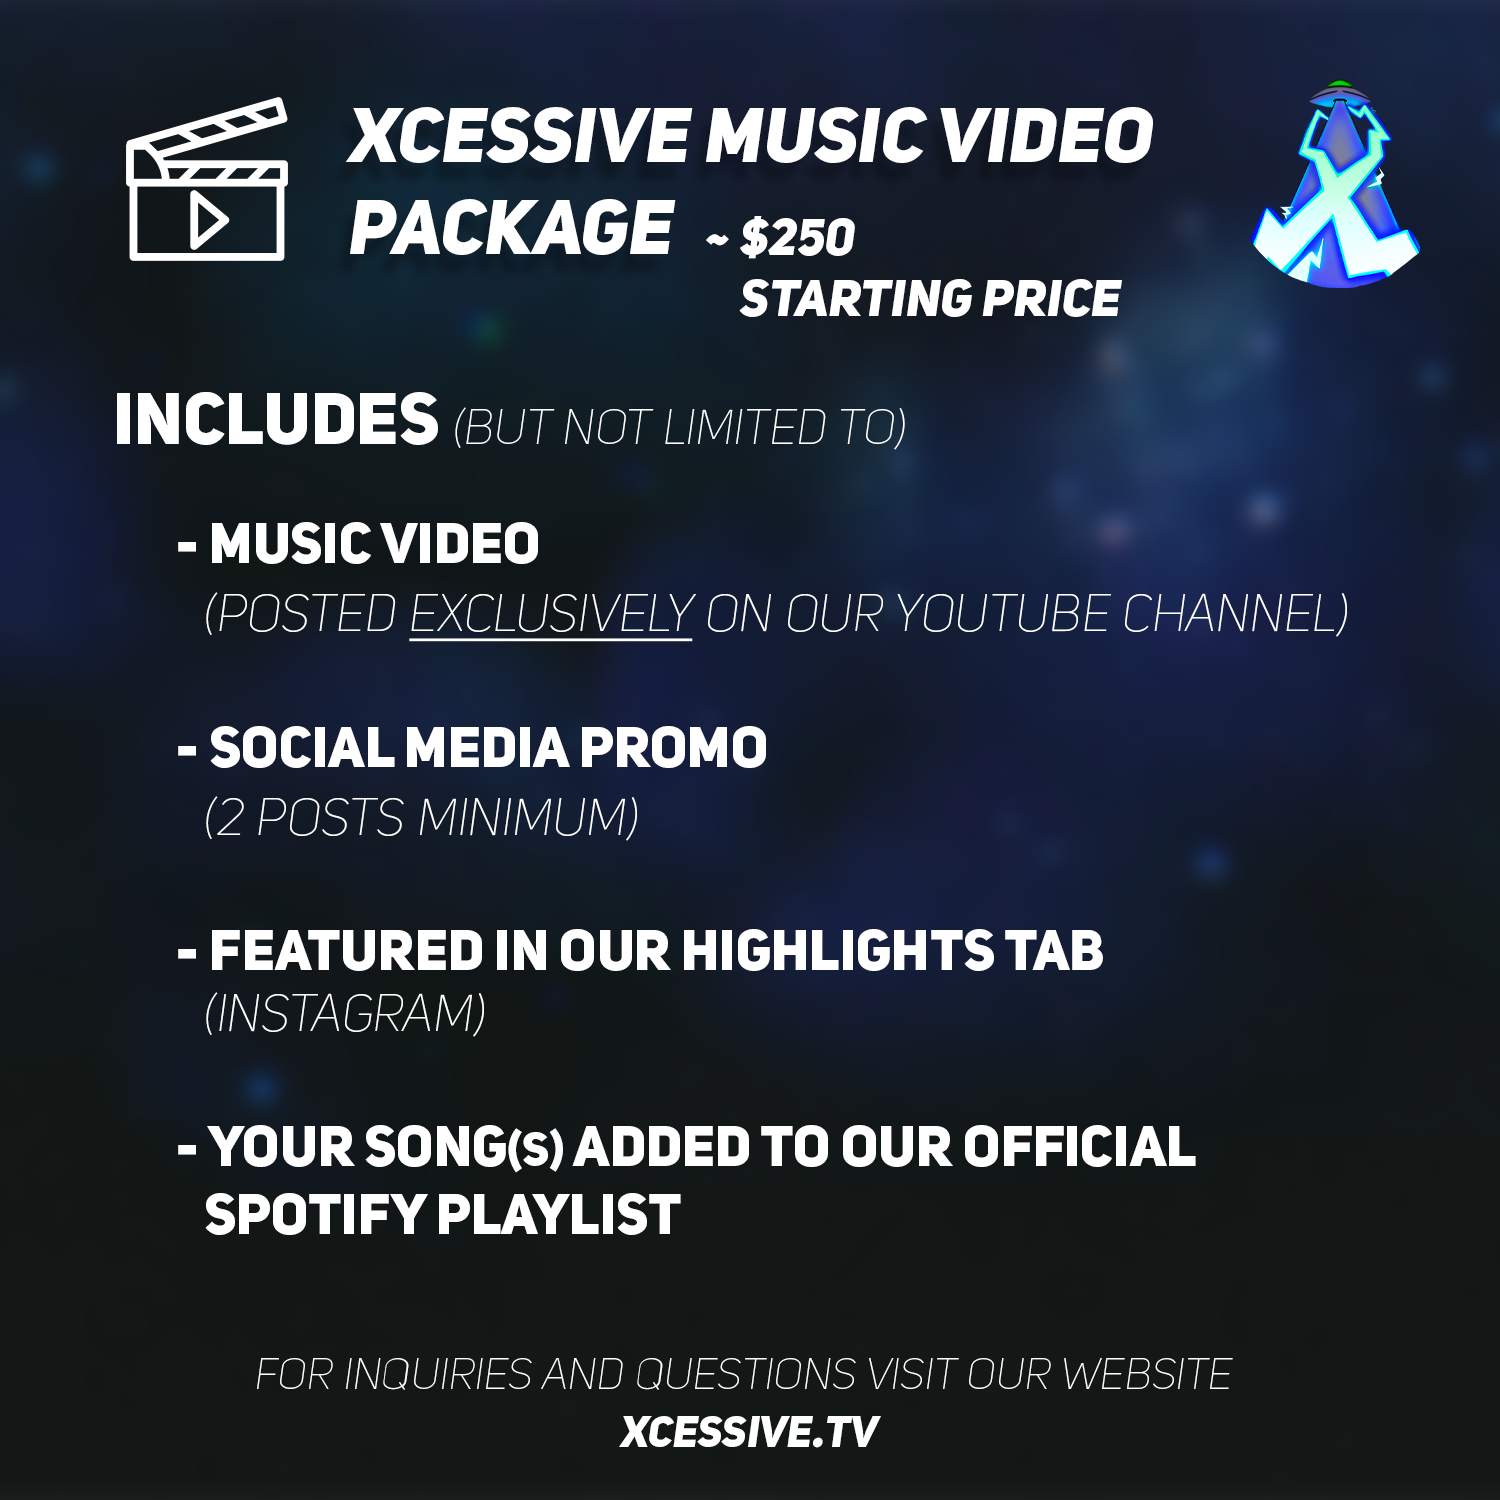 XCESSIVE MUSIC VIDEO
PACKAGE ~ $250
STARTING PRICE
INCLUDES (BUT NOT LIMITED TO)
- MUSIC VIDEO
(POSTED EXCLUSIVELY ON OUR YOUTUBE CHANNEL)
- SOCIAL MEDIA PROMO
(2 POSTS MINIMUM)
- FEATURED IN OUR HIGHLIGHTS TAB
(INSTAGRAM)
- YOUR SONG(S) ADDED TO OUR OFFICIAL
SPOTIFY PLAYLIST
FOR INQUIRIES AND QUESTIONS VISIT OUR WEBSITE
XCESSIVE.TV